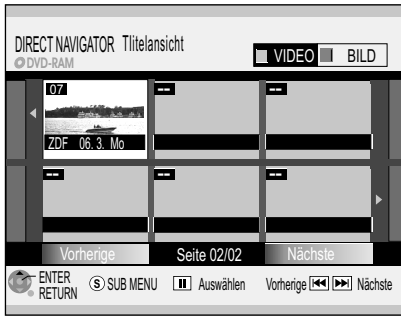 DIRECT NAVIGATOR Tlitelansicht
DVD-RAM
VIDEO BILD
07 -- --
ZDF 06. 3. Mo
-- -- --
Vorherige Seite 02/02 Nächste
ENTER
RETURN
S SUB MENU Auswählen Vorherige Nächste